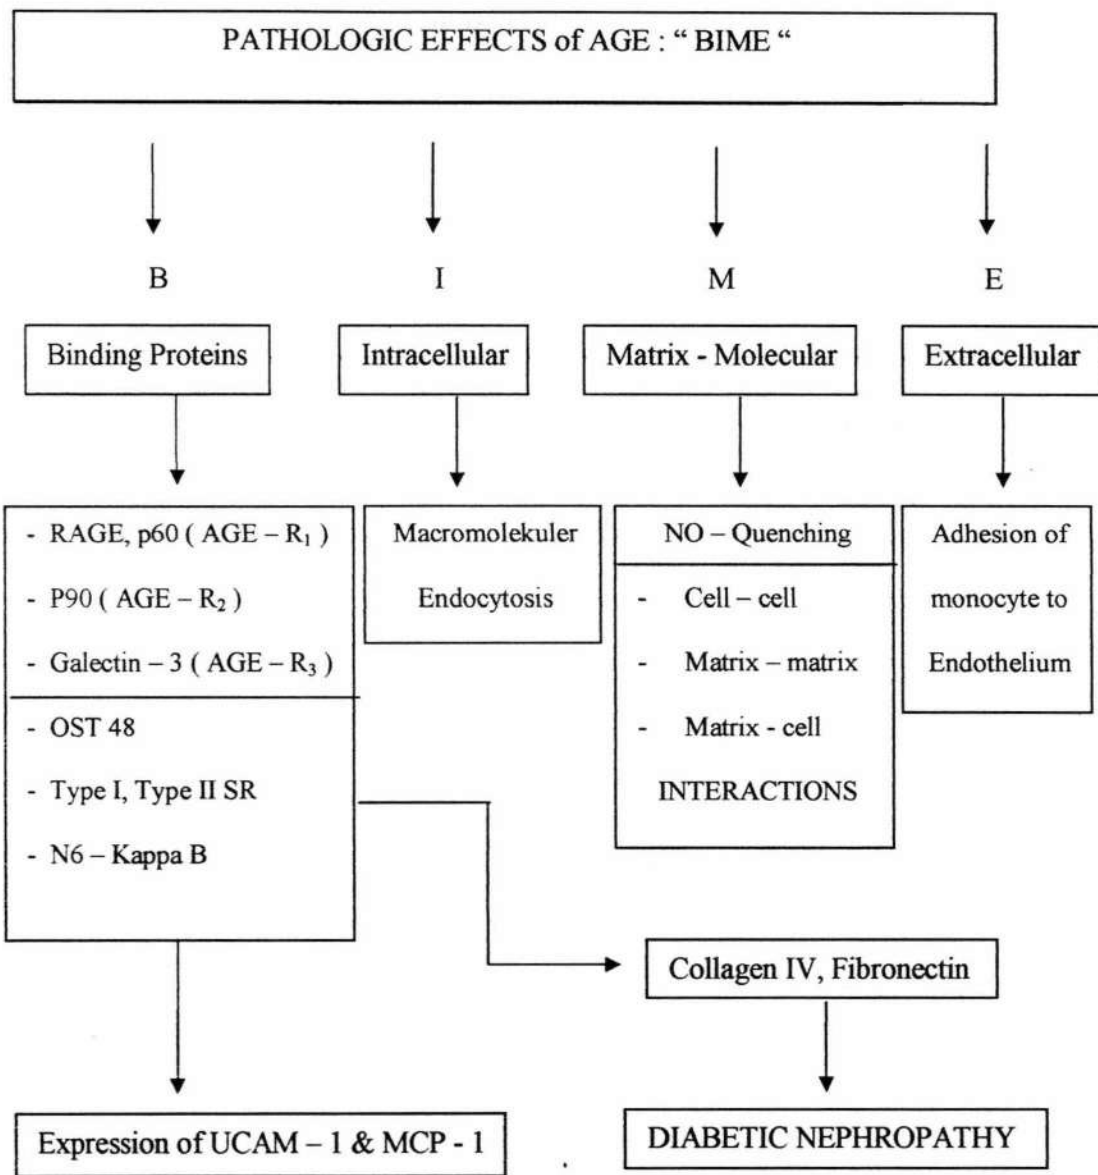 PATHOLOGIC EFFECTS of AGE : “ BIME “
B
I
M
E
Binding Proteins
Intracellular
Matrix - Molecular
Extracellular
- RAGE, p60 ( AGE – R₁ )
- P90 ( AGE – R₂ )
- Galectin – 3 ( AGE – R₃ )
- OST 48
- Type I, Type II SR
- N6 – Kappa B
Macromolekuler
Endocytosis
NO – Quenching
- Cell – cell
- Matrix – matrix
- Matrix - cell
INTERACTIONS
Adhesion of
monocyte to
Endothelium
Collagen IV, Fibronectin
Expression of UCAM – 1 & MCP - 1
DIABETIC NEPHROPATHY